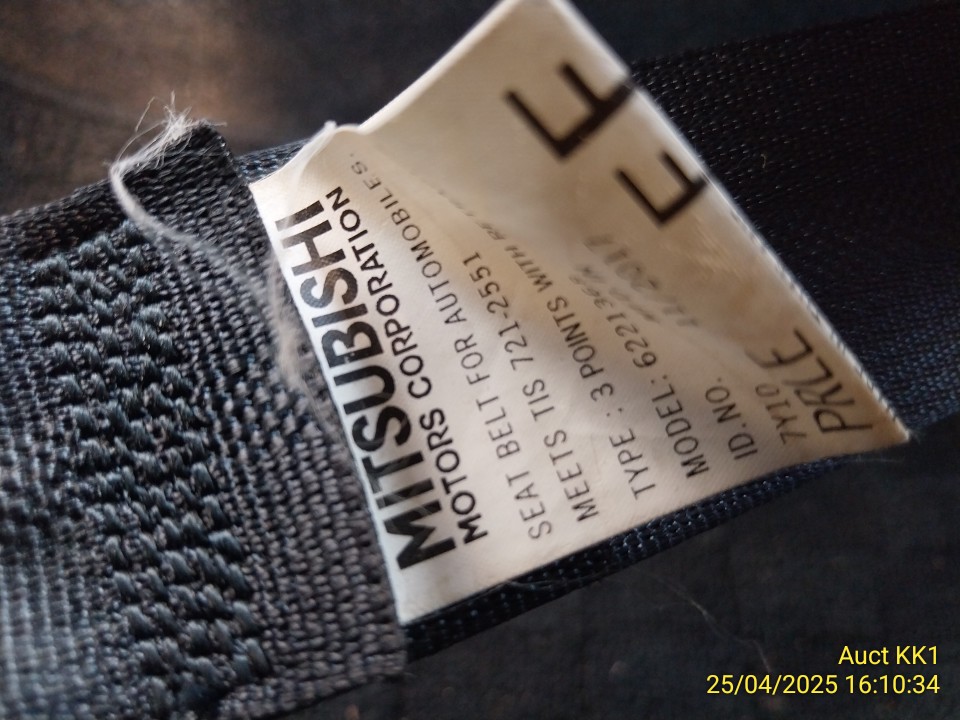 MITSUBISHI
MOTORS CORPORATION
SEAT BELT FOR AUTOMOBILES.
MEETS TIS 721-2551
TYPE : 3 POINTS WITH
MODEL: 6221
ID.NO.
7Y10
PRLE
E
E
Auct KK1
25/04/2025 16:10:34